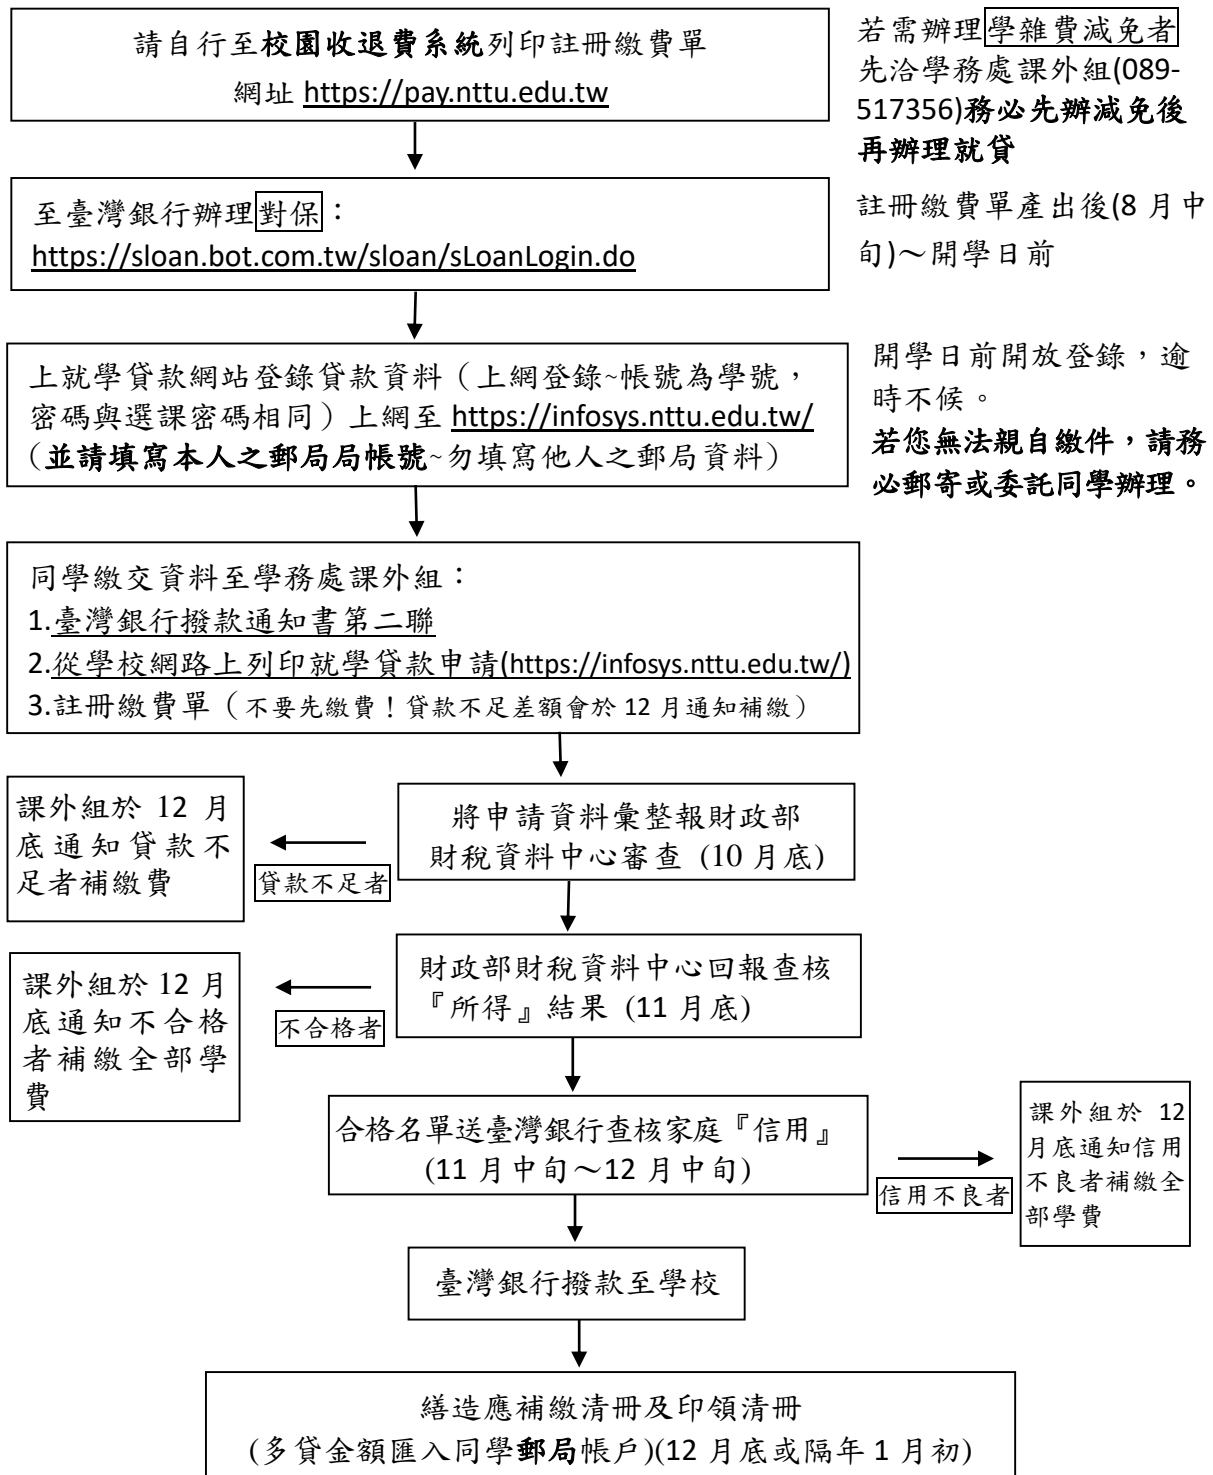 請自行至校園收退費系統列印註冊繳費單
網址 https://pay.nttu.edu.tw
若需辦理學雜費減免者
先洽學務處課外組(089-
517356)務必先辦減免後
再辦理就貸
至臺灣銀行辦理對保：
https://sloan.bot.com.tw/sloan/sLoanLogin.do
註冊繳費單產出後(8 月中
旬)～開學日前
上就學貸款網站登錄貸款資料（上網登錄~帳號為學號，
密碼與選課密碼相同）上網至 https://infosys.nttu.edu.tw/
（並請填寫本人之郵局局帳號~勿填寫他人之郵局資料）
開學日前開放登錄，逾
時不候。
若您無法親自繳件，請務
必郵寄或委託同學辦理。
同學繳交資料至學務處課外組：
1.臺灣銀行撥款通知書第二聯
2.從學校網路上列印就學貸款申請(https://infosys.nttu.edu.tw/)
3.註冊繳費單（不要先繳費！貸款不足差額會於 12 月通知補繳）
將申請資料彙整報財政部
財稅資料中心審查 (10 月底)
貸款不足者
課外組於 12 月
底通知貸款不
足者補繳費
財政部財稅資料中心回報查核
『所得』結果 (11 月底)
不合格者
課外組於 12 月
底通知不合格
者補繳全部學
費
合格名單送臺灣銀行查核家庭『信用』
(11 月中旬～12 月中旬)
信用不良者
課外組於 12
月底通知信用
不良者補繳全
部學費
臺灣銀行撥款至學校
繕造應補繳清冊及印領清冊
(多貸金額匯入同學郵局帳戶)(12 月底或隔年 1 月初)